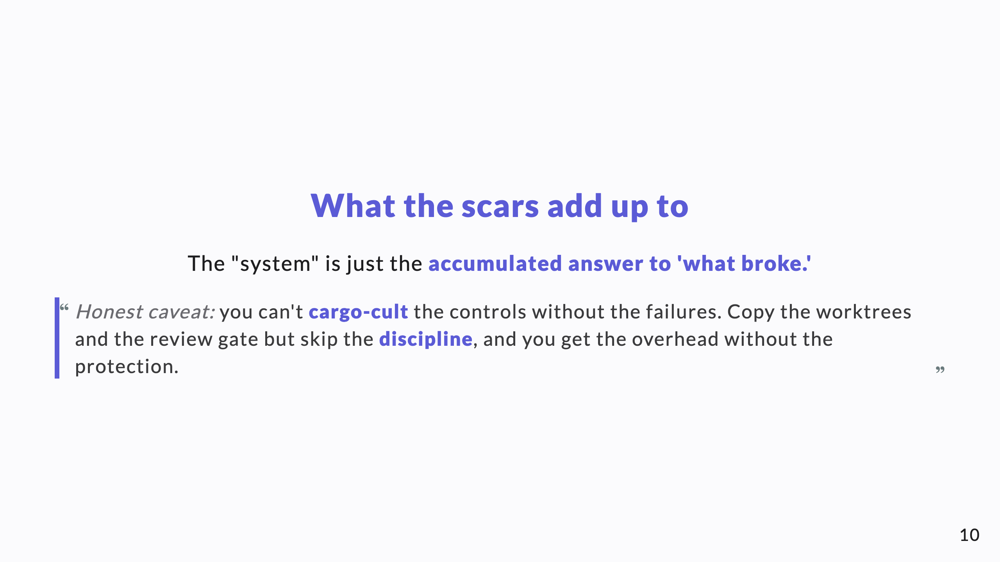 What the scars add up to
The "system" is just the accumulated answer to 'what broke.'
“ Honest caveat: you can't cargo-cult the controls without the failures. Copy the worktrees
and the review gate but skip the discipline, and you get the overhead without the
protection. ”
10